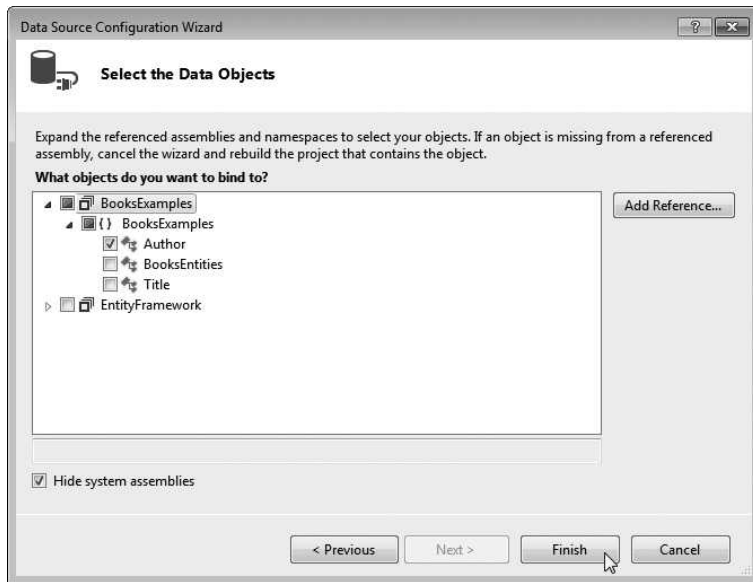 Data Source Configuration Wizard
Select the Data Objects
Expand the referenced assemblies and namespaces to select your objects. If an object is missing from a referenced
assembly, cancel the wizard and rebuild the project that contains the object.
What objects do you want to bind to?
BooksExamples
Add Reference...
{ } BooksExamples
Author
BooksEntities
Title
EntityFramework
Hide system assemblies
< Previous
Next >
Finish
Cancel